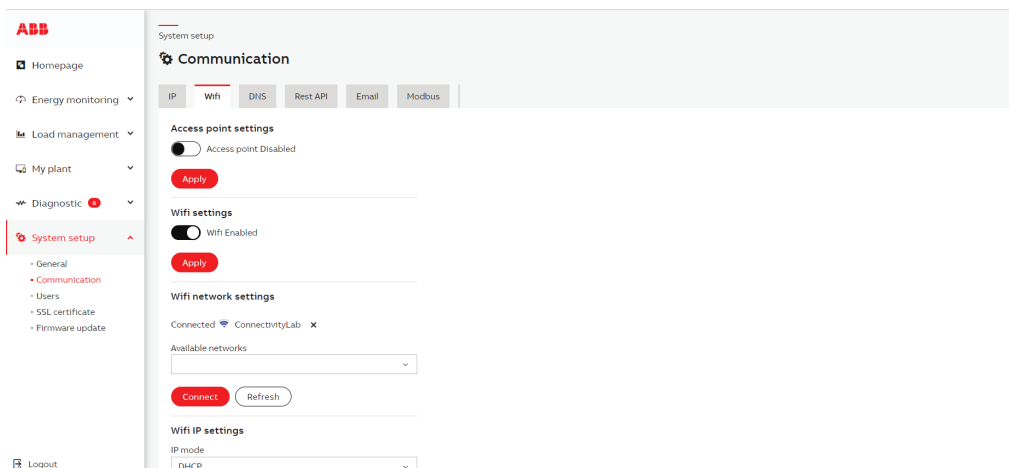 ABB
Homepage
Energy monitoring
Load management
My plant
Diagnostic 8
System setup
General
Communication
Users
SSL certificate
Firmware update
Logout
System setup
Communication
IP Wifi DNS Rest API Email Modbus
Access point settings
Access point Disabled
Apply
Wifi settings
Wifi Enabled
Apply
Wifi network settings
Connected ConnectivityLab
Available networks
Connect Refresh
Wifi IP settings
IP mode
DHCP